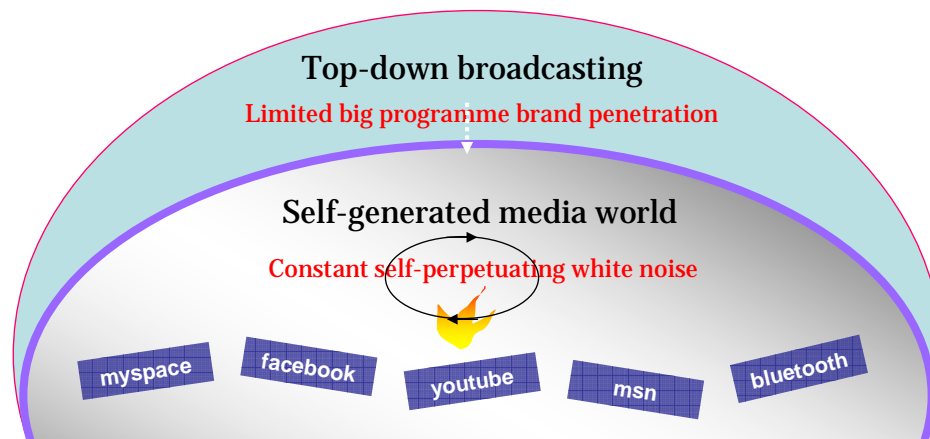 Top-down broadcasting
Limited big programme brand penetration
Self-generated media world
Constant self-perpetuating white noise
myspace
facebook
youtube
msn
bluetooth